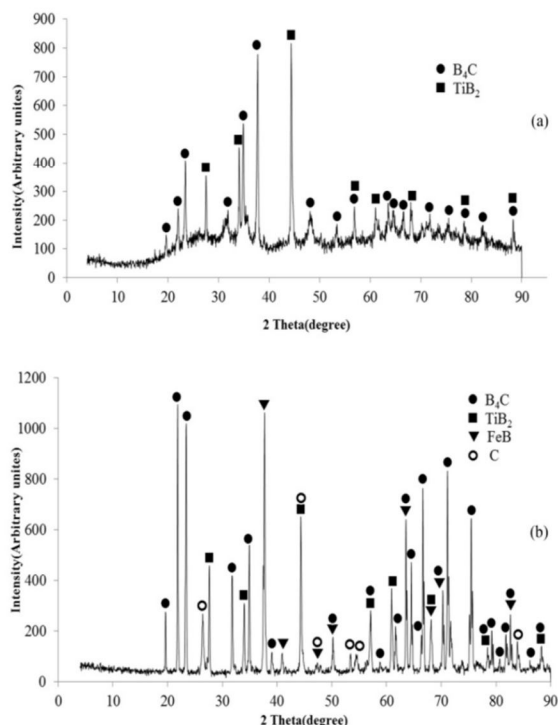 900
800
700
600
500
400
300
200
100
0
Intensity(Arbitrary unites)
B₄C
TiB₂
(a)
0 10 20 30 40 50 60 70 80 90
2 Theta(degree)
1200
1000
800
600
400
200
0
Intensity(Arbitrary unites)
B₄C
TiB₂
FeB
C
(b)
0 10 20 30 40 50 60 70 80 90
2 Theta(degree)